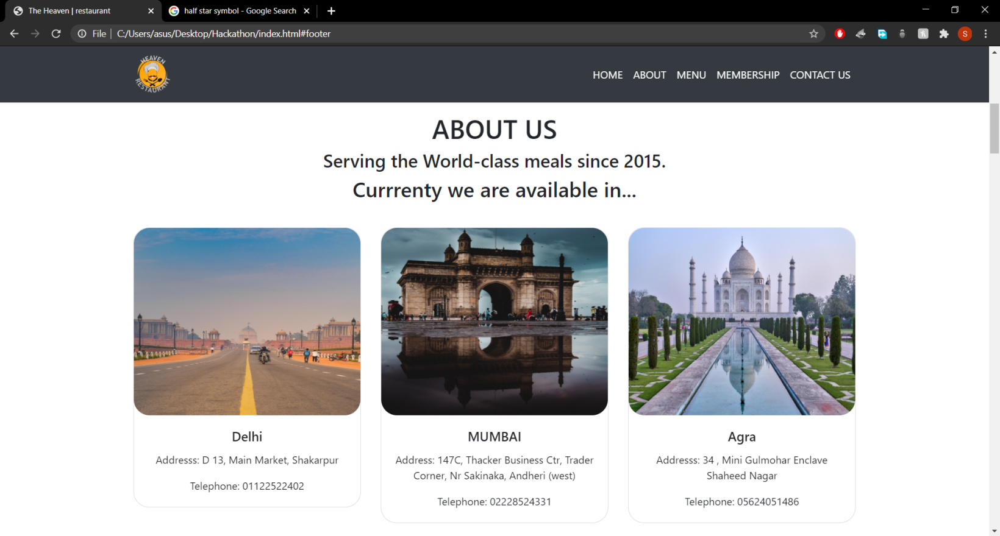 The Heaven | restaurant
half star symbol - Google Search
File
C:/Users/asus/Desktop/Hackathon/index.html#footer
S
HEAVEN
RESTAURANT
HOME ABOUT MENU MEMBERSHIP CONTACT US
ABOUT US
Serving the World-class meals since 2015.
Currrenty we are available in...
Delhi
Addresss: D 13, Main Market, Shakarpur
Telephone: 01122522402
MUMBAI
Address: 147C, Thacker Business Ctr, Trader
Corner, Nr Sakinaka, Andheri (west)
Telephone: 02228524331
Agra
Addresss: 34 , Mini Gulmohar Enclave
Shaheed Nagar
Telephone: 05624051486